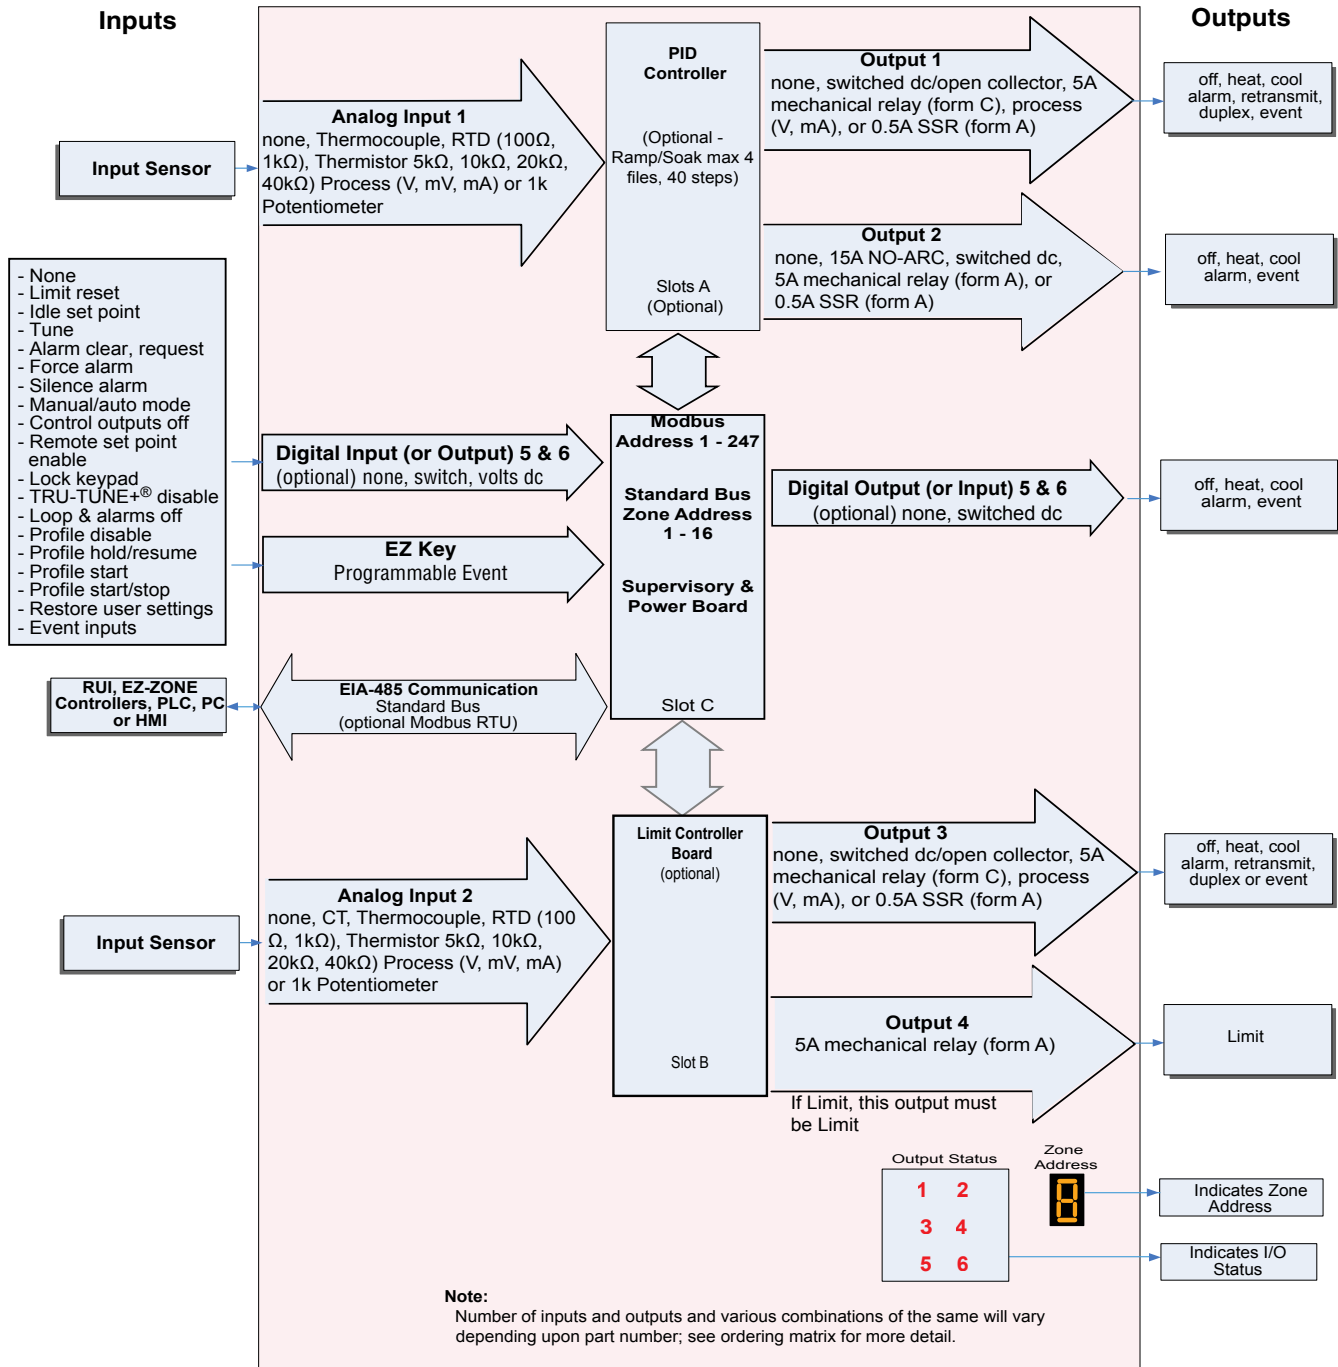 Inputs
Outputs
Input Sensor
Analog Input 1
none, Thermocouple, RTD (100Ω,
1kΩ), Thermistor 5kΩ, 10kΩ, 20kΩ,
40kΩ) Process (V, mV, mA) or 1k
Potentiometer
PID
Controller
(Optional -
Ramp/Soak max 4
files, 40 steps)
Slots A
(Optional)
Output 1
none, switched dc/open collector, 5A
mechanical relay (form C), process
(V, mA), or 0.5A SSR (form A)
off, heat, cool
alarm, retransmit,
duplex, event
Output 2
none, 15A NO-ARC, switched dc,
5A mechanical relay (form A), or
0.5A SSR (form A)
off, heat, cool
alarm, event
- None
- Limit reset
- Idle set point
- Tune
- Alarm clear, request
- Force alarm
- Silence alarm
- Manual/auto mode
- Control outputs off
- Remote set point
enable
- Lock keypad
- TRU-TUNE+® disable
- Loop & alarms off
- Profile disable
- Profile hold/resume
- Profile start
- Profile start/stop
- Restore user settings
- Event inputs
Digital Input (or Output) 5 & 6
(optional) none, switch, volts dc
EZ Key
Programmable Event
Modbus
Address 1 - 247
Standard Bus
Zone Address
1 - 16
Supervisory &
Power Board
Slot C
Digital Output (or Input) 5 & 6
(optional) none, switched dc
off, heat, cool
alarm, event
RUI, EZ-ZONE
Controllers, PLC, PC
or HMI
EIA-485 Communication
Standard Bus
(optional Modbus RTU)
Input Sensor
Analog Input 2
none, CT, Thermocouple, RTD (100
Ω, 1kΩ), Thermistor 5kΩ, 10kΩ,
20kΩ, 40kΩ) Process (V, mV, mA)
or 1k Potentiometer
Limit Controller
Board
(optional)
Slot B
Output 3
none, switched dc/open collector, 5A
mechanical relay (form C), process
(V, mA), or 0.5A SSR (form A)
off, heat, cool
alarm, retransmit,
duplex or event
Output 4
5A mechanical relay (form A)
If Limit, this output must
be Limit
Limit
Output Status
1 2
3 4
5 6
Zone
Address
8
Indicates Zone
Address
Indicates I/O
Status
Note:
Number of inputs and outputs and various combinations of the same will vary
depending upon part number; see ordering matrix for more detail.